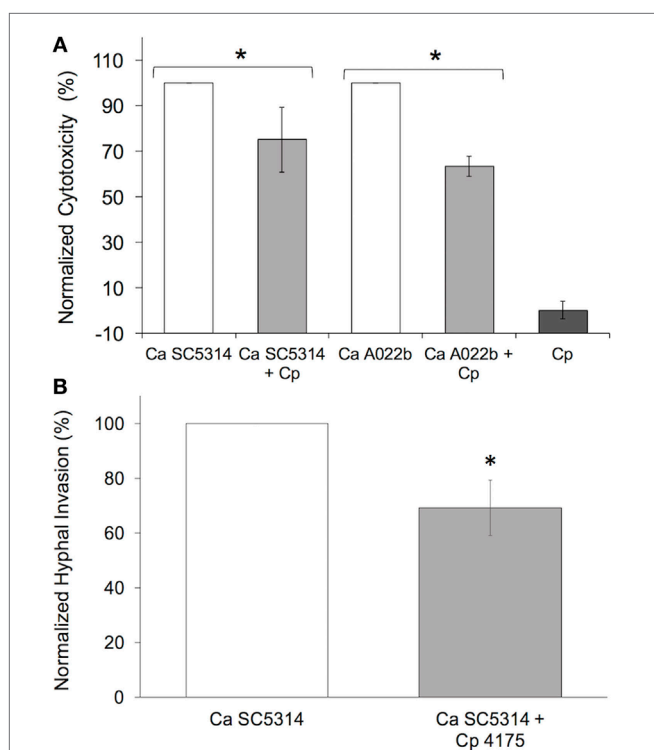 A
Normalized Cytotoxicity (%)
110
90
70
50
30
10
-10
*
*
Ca SC5314
Ca SC5314
+ Cp
Ca A022b
Ca A022b +
Cp
Cp
B
Normalized Hyphal Invasion (%)
100
80
60
40
20
0
*
Ca SC5314
Ca SC5314 +
Cp 4175